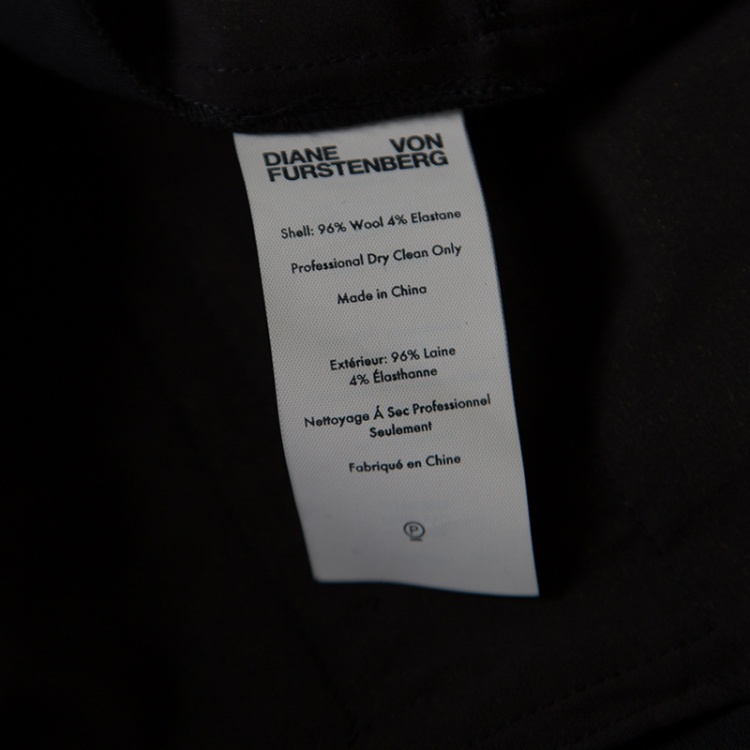 DIANE VON
FURSTENBERG
Shell: 96% Wool 4% Elastane
Professional Dry Clean Only
Made in China
Extérieur: 96% Laine
4% Élasthanne
Nettoyage Á Sec Professionnel
Seulement
Fabriqué en Chine
P